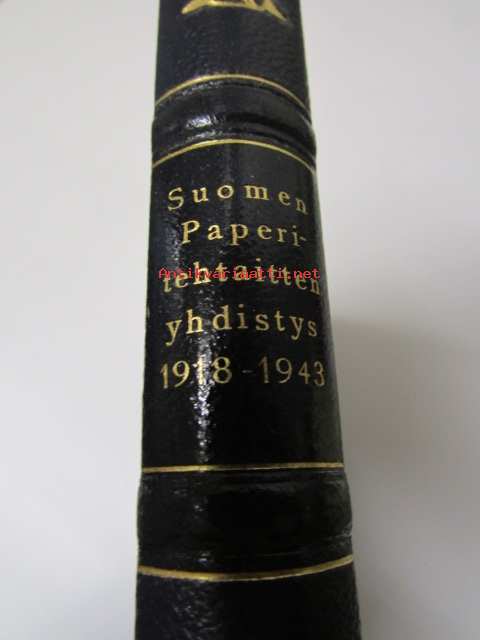 Suomen
Paperi-
tehtaitten
Antikvariaatti.net
yhdistys
1918-1943